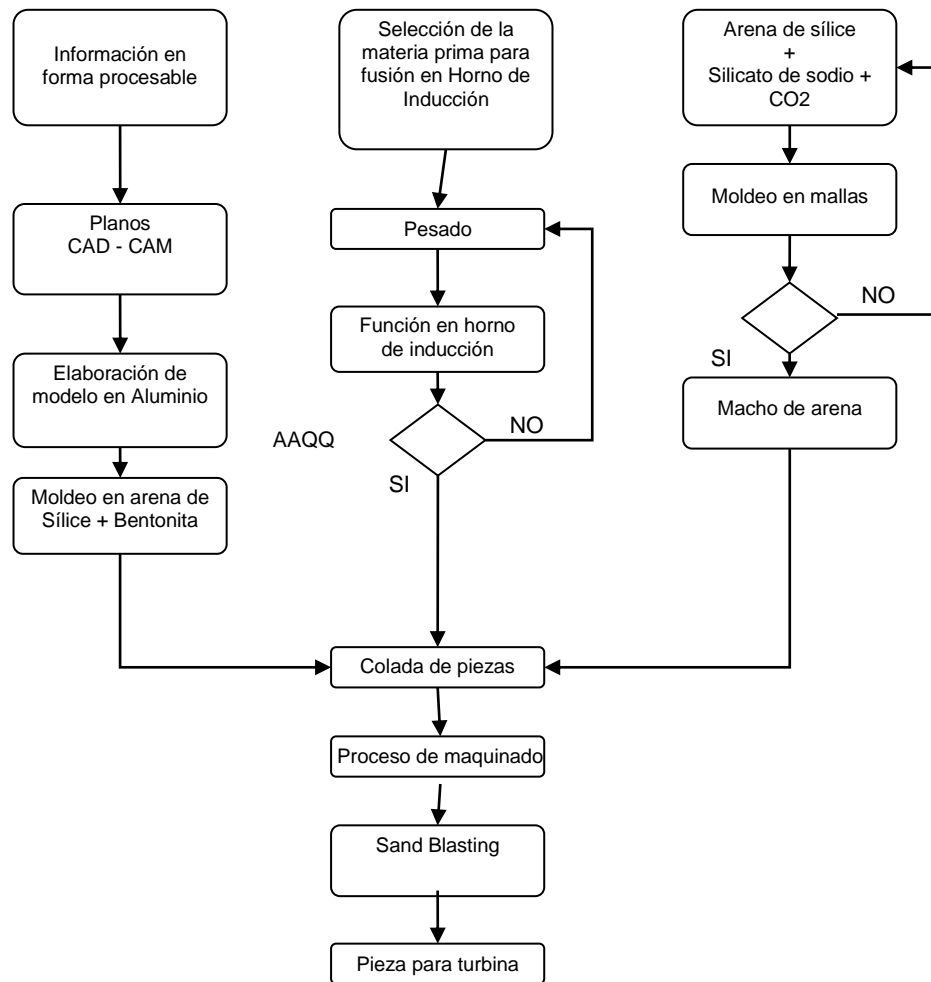 Información en
forma procesable
Planos
CAD - CAM
Elaboración de
modelo en Aluminio
Moldeo en arena de
Sílice + Bentonita
Selección de la
materia prima para
fusión en Horno de
Inducción
Pesado
Función en horno
de inducción
AAQQ
NO
SI
Arena de sílice
+
Silicato de sodio +
CO2
Moldeo en mallas
NO
SI
Macho de arena
Colada de piezas
Proceso de maquinado
Sand Blasting
Pieza para turbina